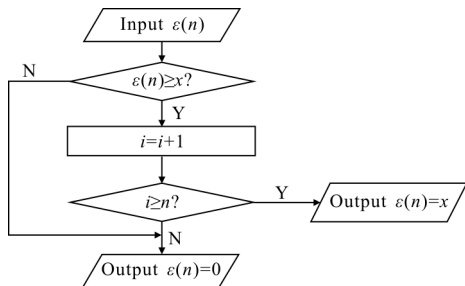 Input ε(n)
N
ε(n)≥x?
Y
i=i+1
i≥n?
Y
Output ε(n)=x
N
Output ε(n)=0